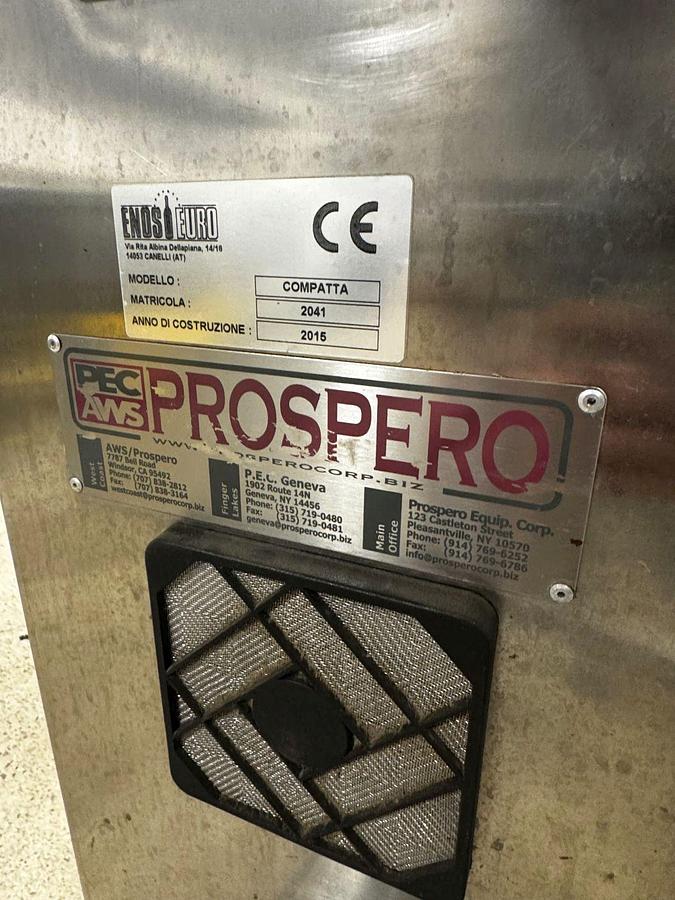 ENOS EURO
Via Rita Albina Dellapiana, 14/16
14053 CANELLI (AT)
CE
MODELLO : COMPATTA
MATRICOLA : 2041
ANNO DI COSTRUZIONE : 2015
PEC
AWS
PROSPERO
WWW. OSPEROCORP.BIZ
West Coast
AWS/Prospero
7787 Bell Road
Windsor, CA 95492
Phone: (707) 838-2812
Fax: (707) 838-3164
westcoast@prosperocorp.biz
Finger Lakes
P.E.C. Geneva
1902 Route 14N
Geneva, NY 14456
Phone: (315) 719-0480
Fax: (315) 719-0481
geneva@prosperocorp.biz
Main Office
Prospero Equip. Corp.
123 Castleton Street
Pleasantville, NY 10570
Phone: (914) 769-6252
Fax: (914) 769-6786
info@prosperocorp.biz